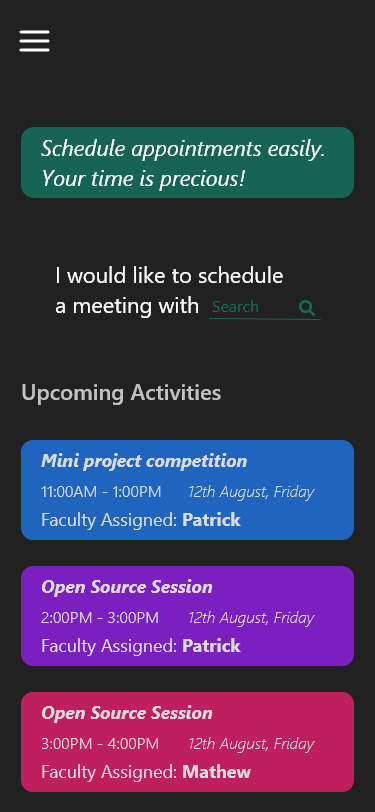 Schedule appointments easily.
Your time is precious!
I would like to schedule
a meeting with Search
Upcoming Activities
Mini project competition
11:00AM - 1:00PM 12th August, Friday
Faculty Assigned: Patrick
Open Source Session
2:00PM - 3:00PM 12th August, Friday
Faculty Assigned: Patrick
Open Source Session
3:00PM - 4:00PM 12th August, Friday
Faculty Assigned: Mathew